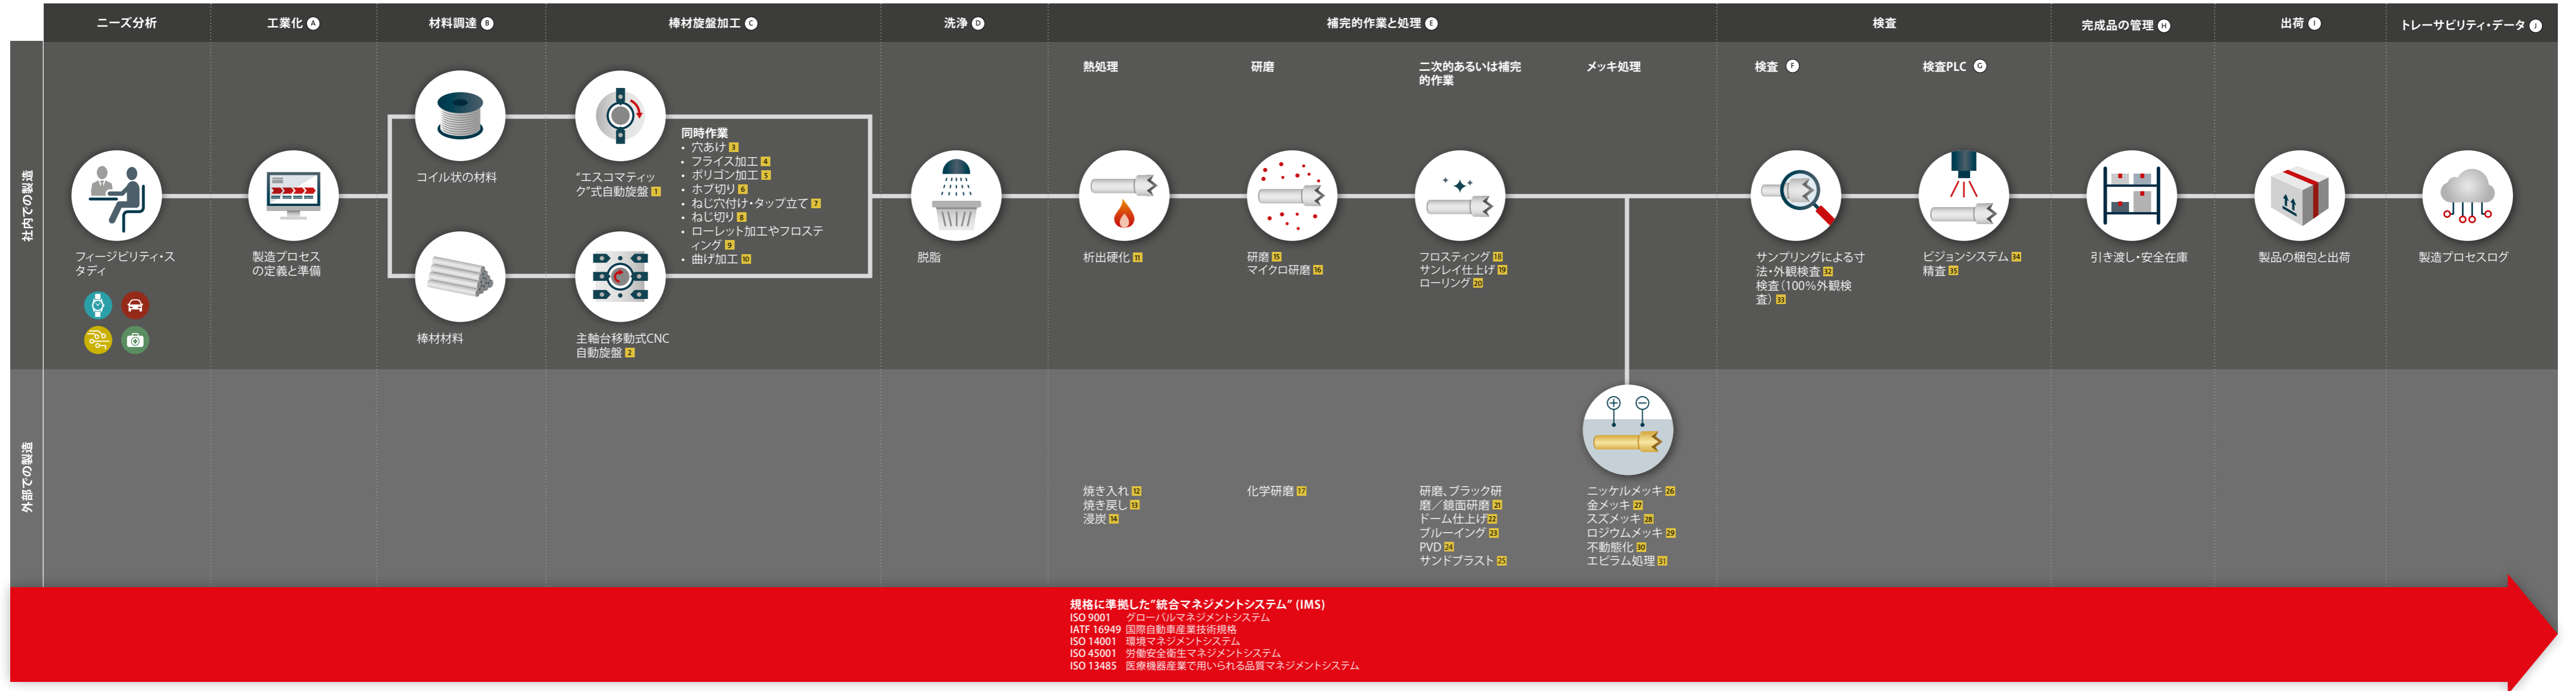 ニーズ分析
工業化 A
材料調達 B
棒材旋盤加工 C
洗浄 D
補完的作業と処理 E
検査
完成品の管理 H
出荷 I
トレーサビリティ・データ J
熱処理
研磨
二次的あるいは補完
的作業
メッキ処理
検査 F
検査PLC G
社内での製造
フィージビリティ・ス
タディ
製造プロセス
の定義と準備
コイル状の材料
棒材材料
“エスコマティッ
ク”式自動旋盤 1
主軸台移動式CNC
自動旋盤 2
同時作業
• 穴あけ 3
• フライス加工 4
• ポリゴン加工 5
• ホブ切り 6
• ねじ穴付け・タップ立て 7
• ねじ切り 8
• ローレット加工やフロステ
ィング 9
• 曲げ加工 10
脱脂
析出硬化 11
研磨 15
マイクロ研磨 16
フロスティング 18
サンレイ仕上げ 19
ローリング 20
サンプリングによる寸
法・外観検査 32
検査（100％外観検
査） 33
ビジョンシステム 34
精査 35
引き渡し・安全在庫
製品の梱包と出荷
製造プロセスログ
外部での製造
焼き入れ 12
焼き戻し 13
浸炭 14
化学研磨 17
研磨、ブラック研
磨／鏡面研磨 21
ドーム仕上げ 22
ブルーイング 23
PVD 24
サンドブラスト 25
ニッケルメッキ 26
金メッキ 27
スズメッキ 28
ロジウムメッキ 29
不動態化 30
エピラム処理 31
規格に準拠した”統合マネジメントシステム” (IMS)
ISO 9001 グローバルマネジメントシステム
IATF 16949 国際自動車産業技術規格
ISO 14001 環境マネジメントシステム
ISO 45001 労働安全衛生マネジメントシステム
ISO 13485 医療機器産業で用いられる品質マネジメントシステム